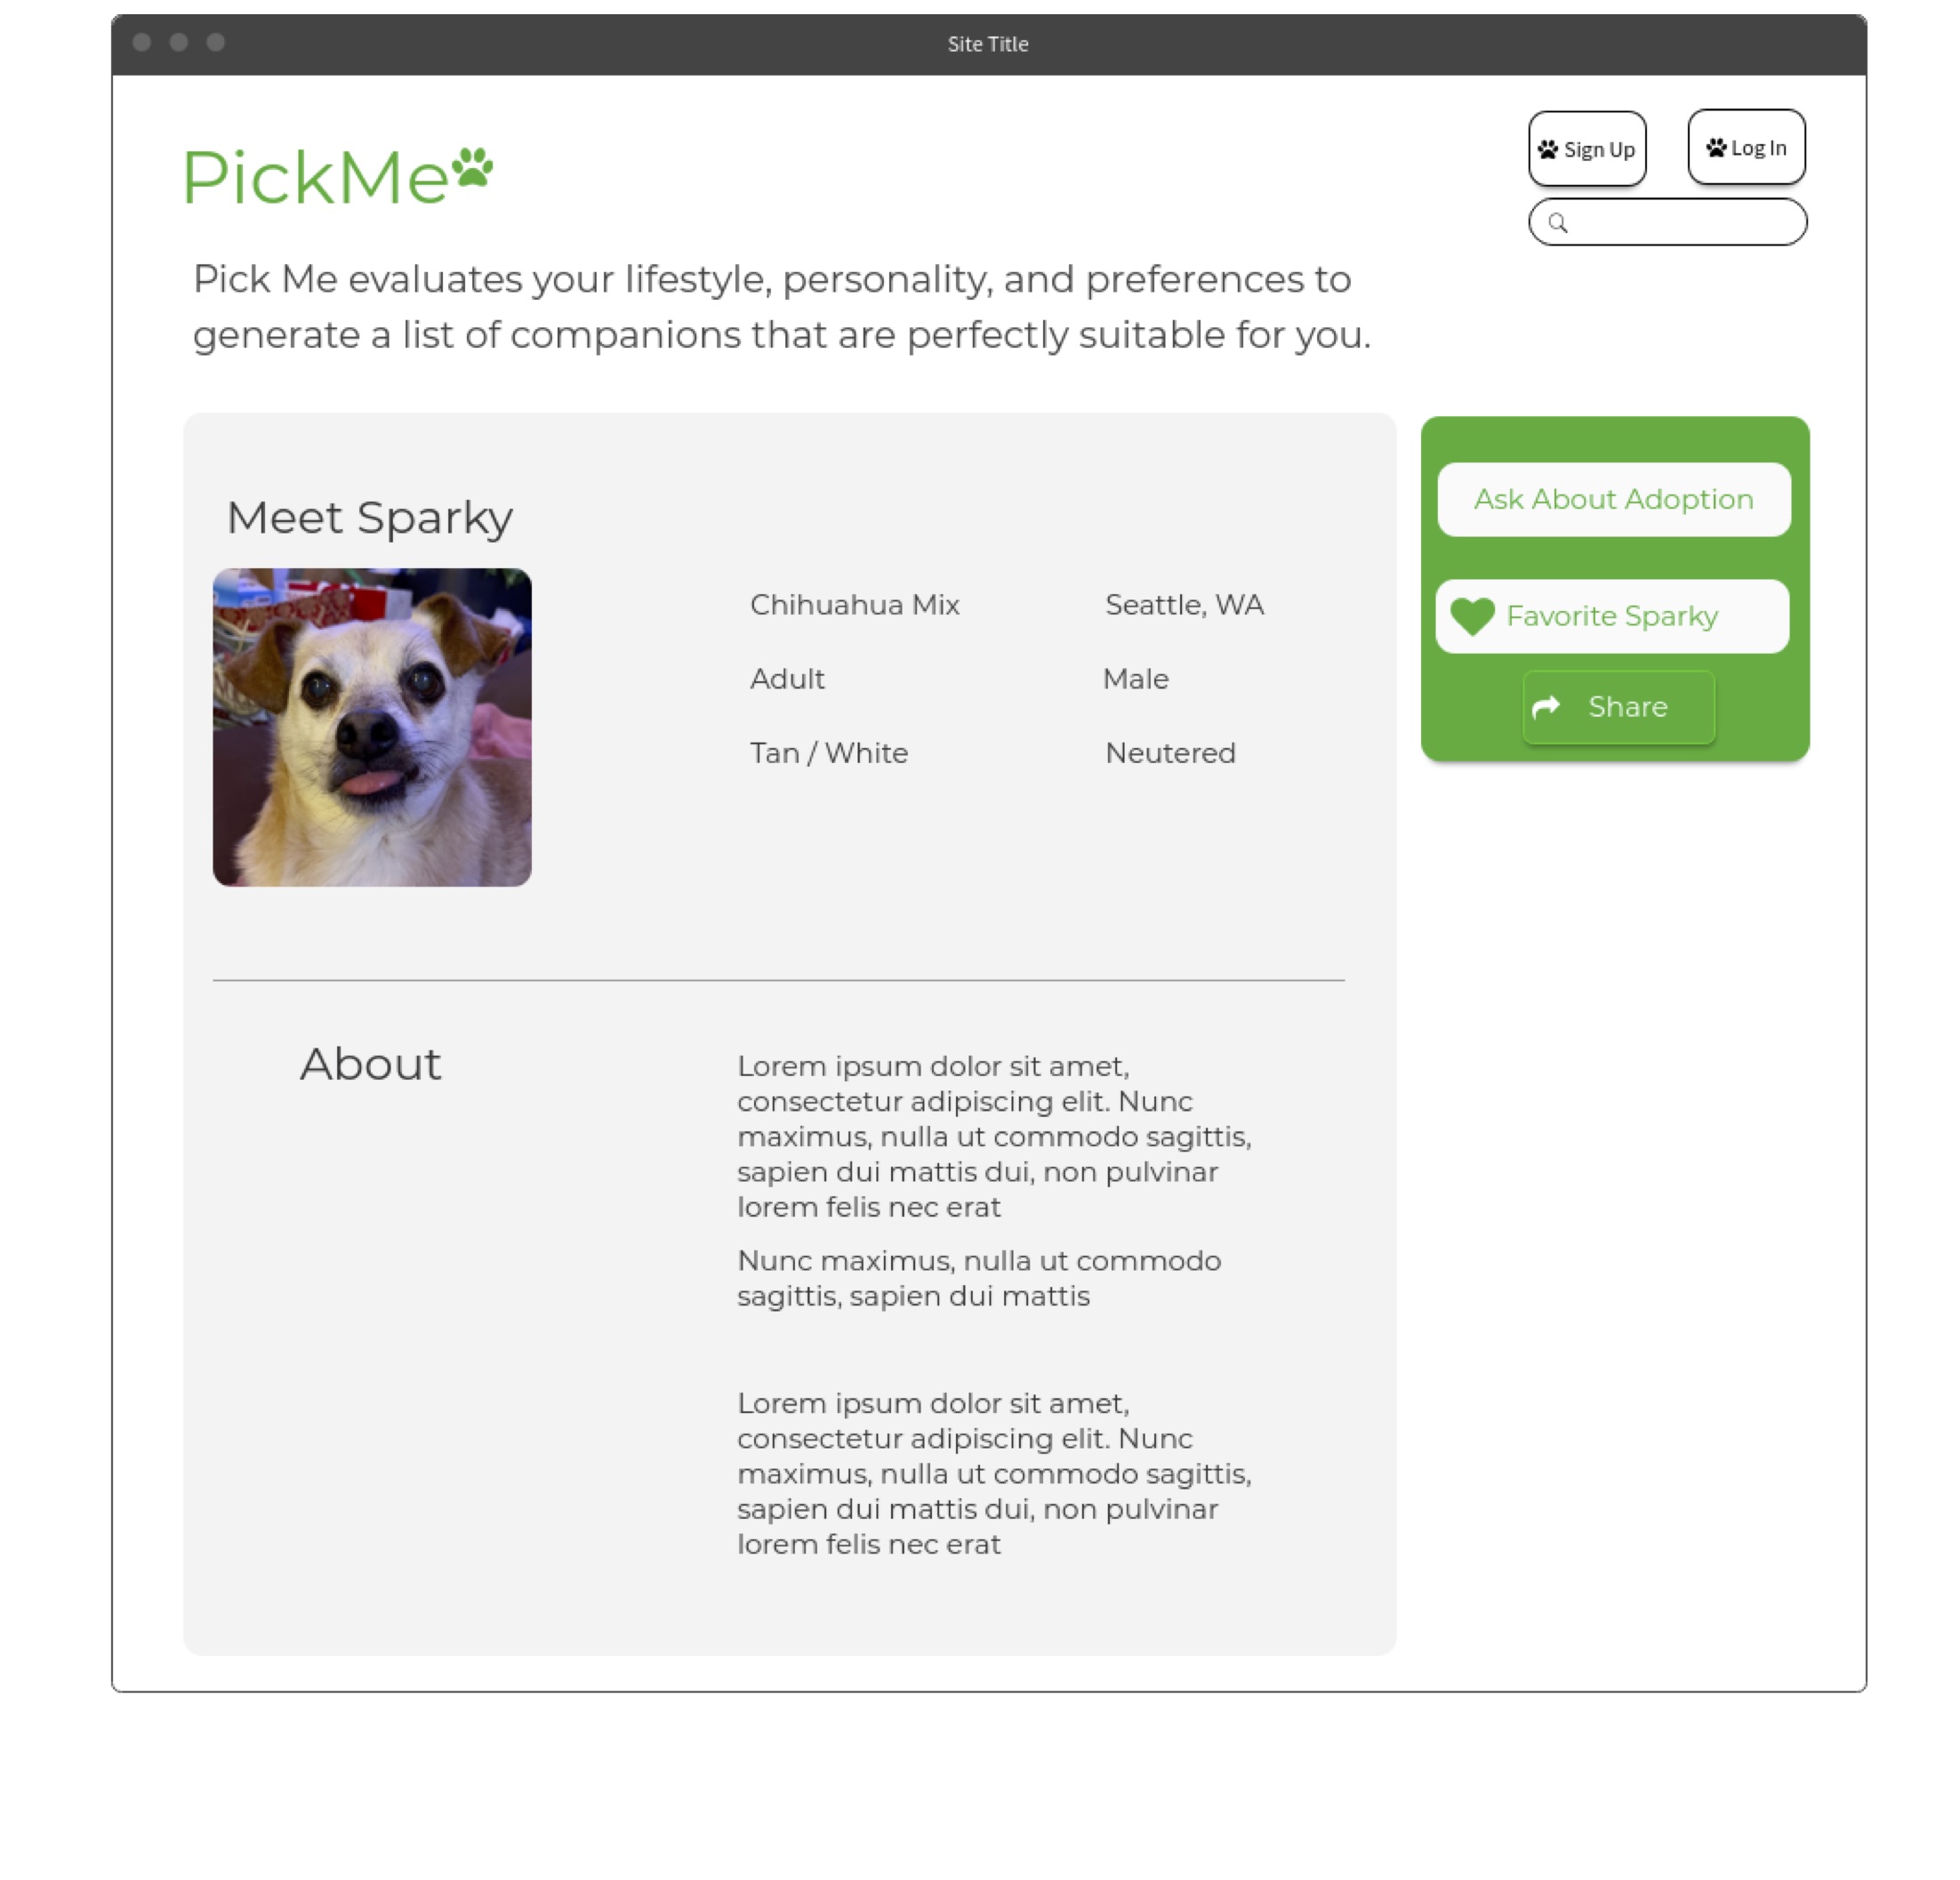 Site Title
PickMe
Sign Up
Log In
Pick Me evaluates your lifestyle, personality, and preferences to
generate a list of companions that are perfectly suitable for you.
Meet Sparky
Chihuahua Mix
Seattle, WA
Adult
Male
Tan / White
Neutered
Ask About Adoption
Favorite Sparky
Share
About
Lorem ipsum dolor sit amet,
consectetur adipiscing elit. Nunc
maximus, nulla ut commodo sagittis,
sapien dui mattis dui, non pulvinar
lorem felis nec erat
Nunc maximus, nulla ut commodo
sagittis, sapien dui mattis
Lorem ipsum dolor sit amet,
consectetur adipiscing elit. Nunc
maximus, nulla ut commodo sagittis,
sapien dui mattis dui, non pulvinar
lorem felis nec erat